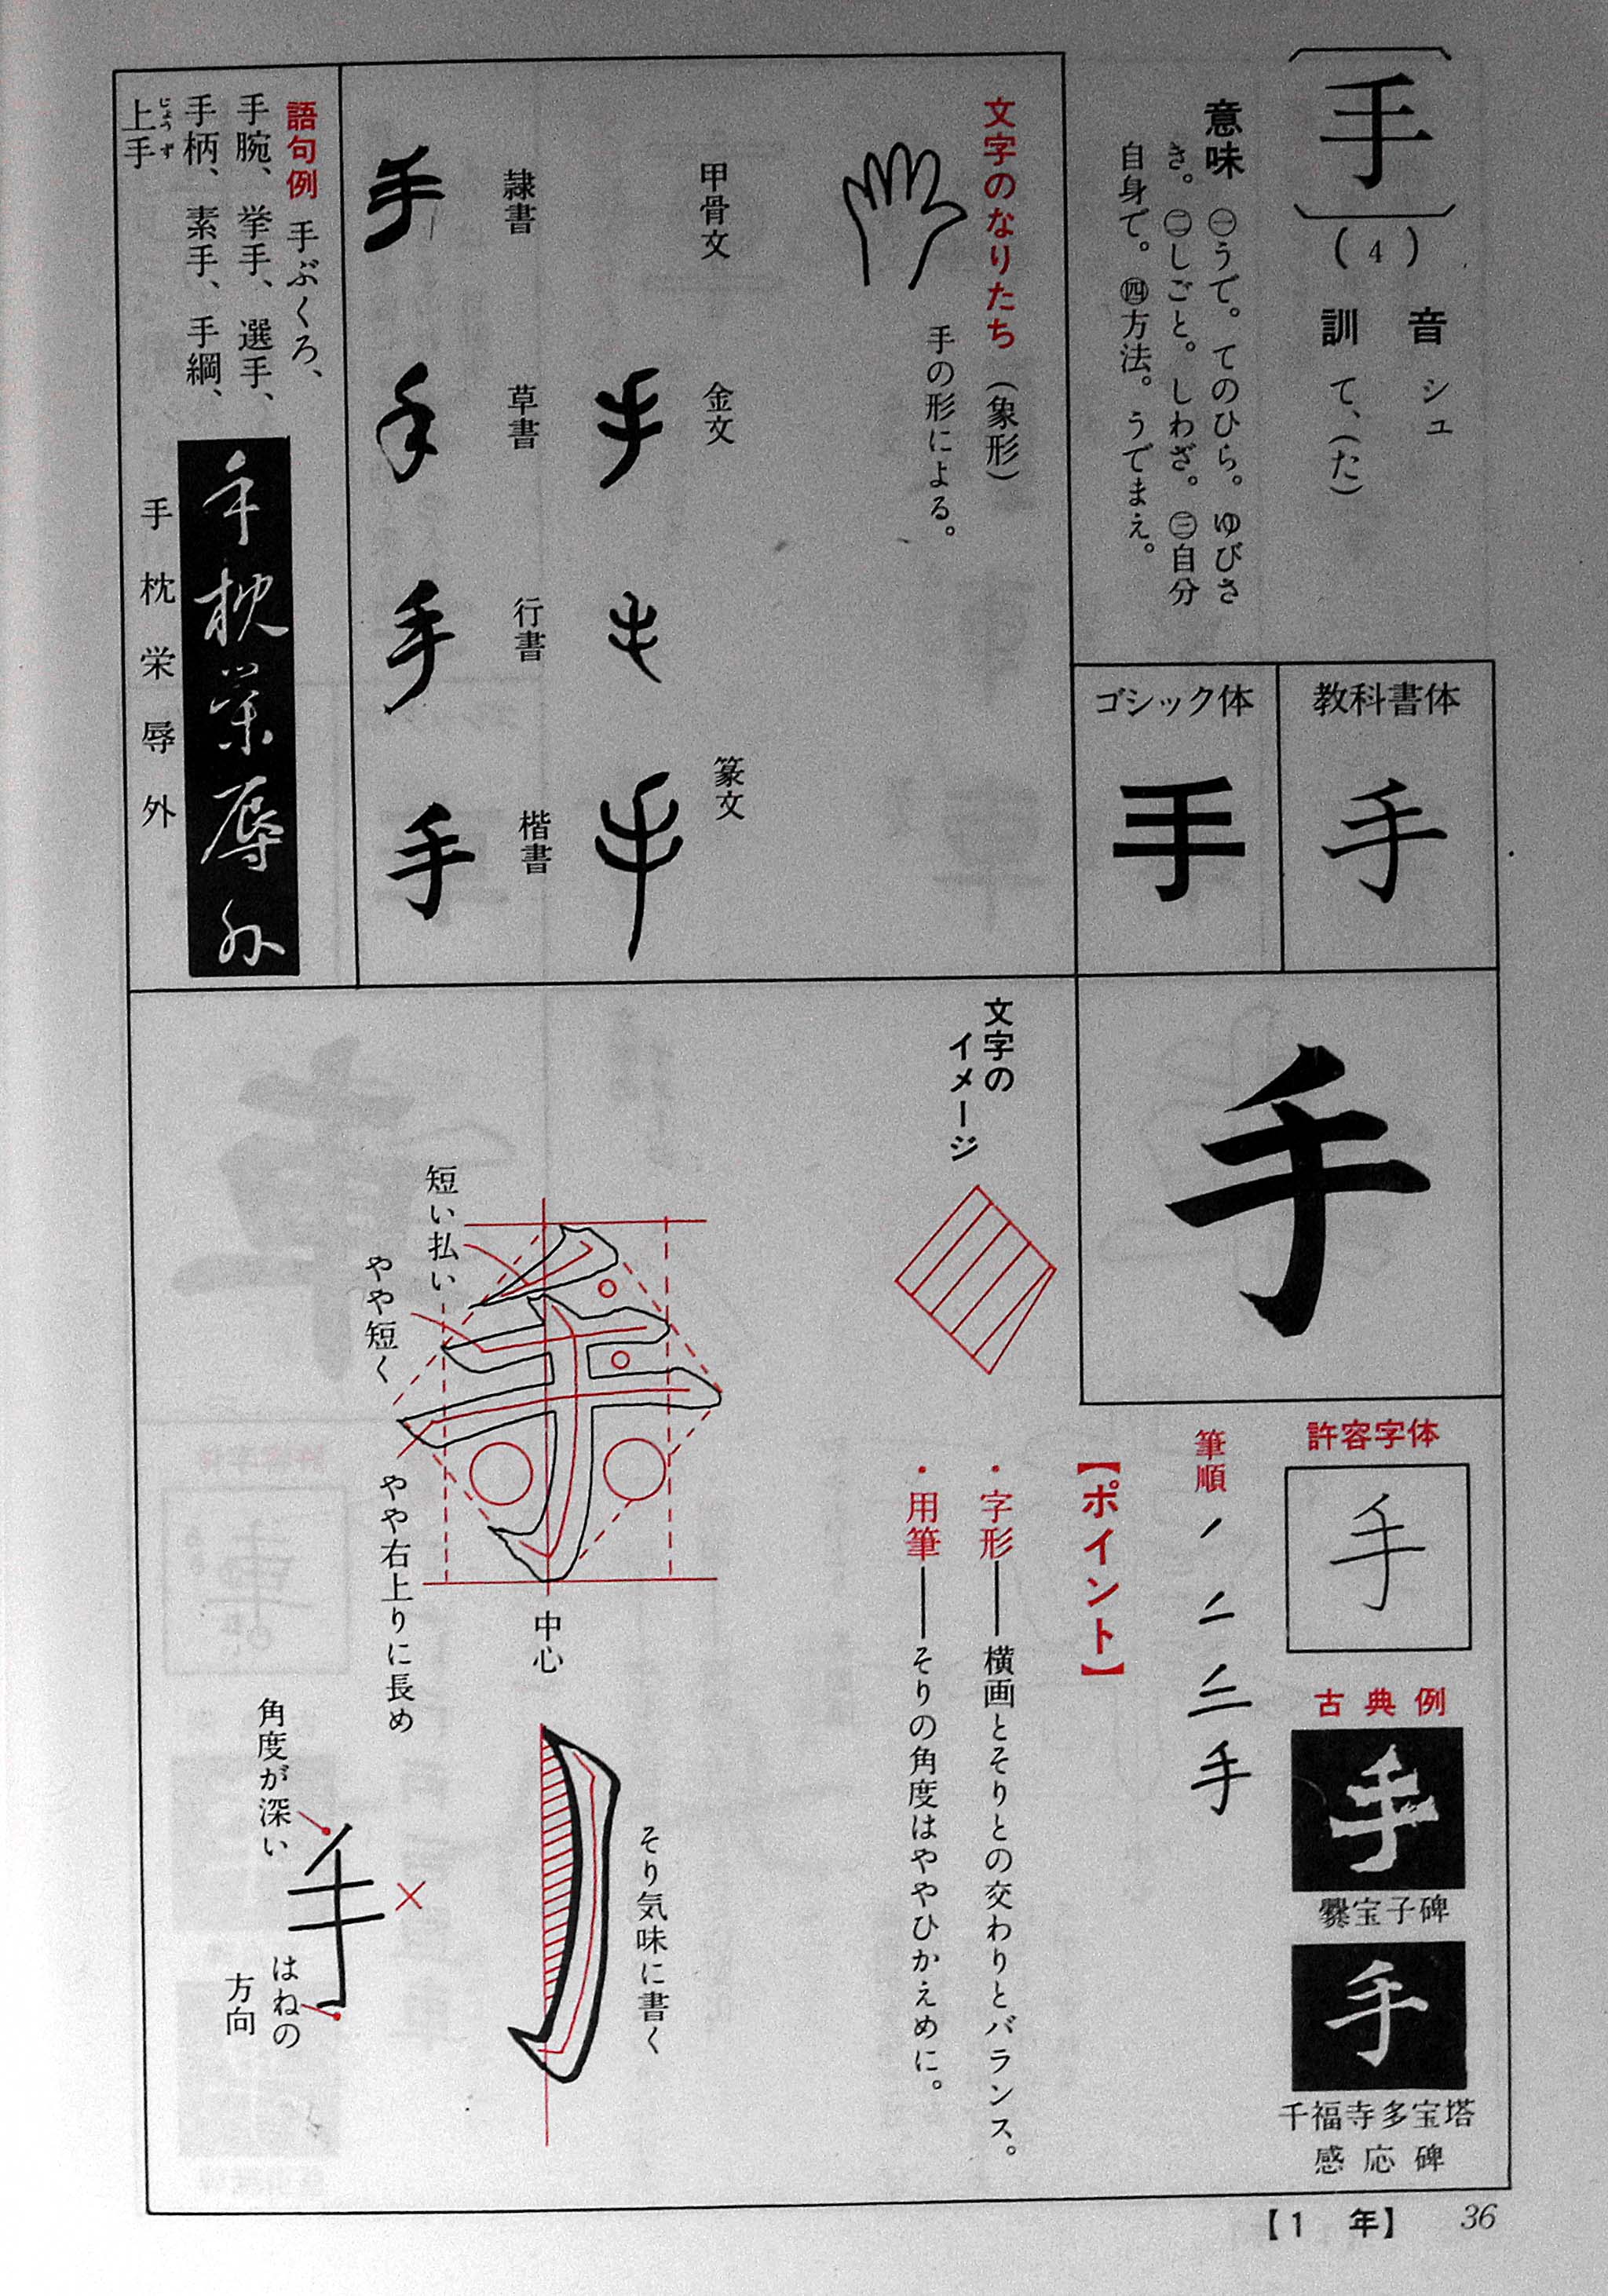 手
(4)
音 シュ
訓 て、(た)
意味 ㊀うで。てのひら。ゆびさ
き。㊁しごと。しわざ。㊂自分
自身で。㊃方法。うでまえ。
教科書体
手
ゴシック体
手
文字のなりたち(象形)
手の形による。
甲骨文
金文
篆文
隷書
草書
行書
楷書
手
手
手
手
語句例 手ぶくろ、
手腕、挙手、選手、
手柄、素手、手綱、
じょうず
上手
手枕栄辱外
手枕栄辱外
手
許容字体
手
古典例
手
爨宝子碑
手
千福寺多宝塔
感応碑
筆順
手
【ポイント】
・字形――横画とそりとの交わりとバランス。
・用筆――そりの角度はややひかえめに。
文字の
イメージ
短い払い
やや短く
やや右上りに長め
中心
そり気味に書く
角度が深い
手
×
はねの
方向
【1 年】
36